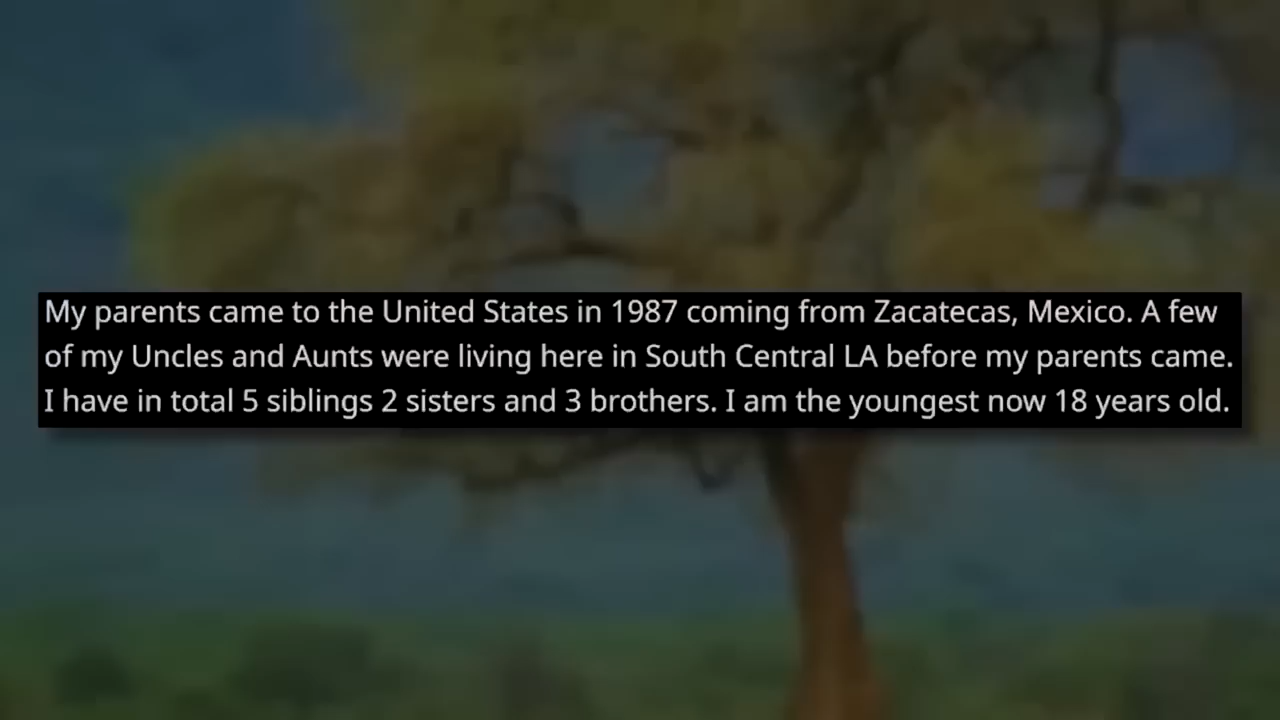 My parents came to the United States in 1987 coming from Zacatecas, Mexico. A few
of my Uncles and Aunts were living here in South Central LA before my parents came.
I have in total 5 siblings 2 sisters and 3 brothers. I am the youngest now 18 years old.